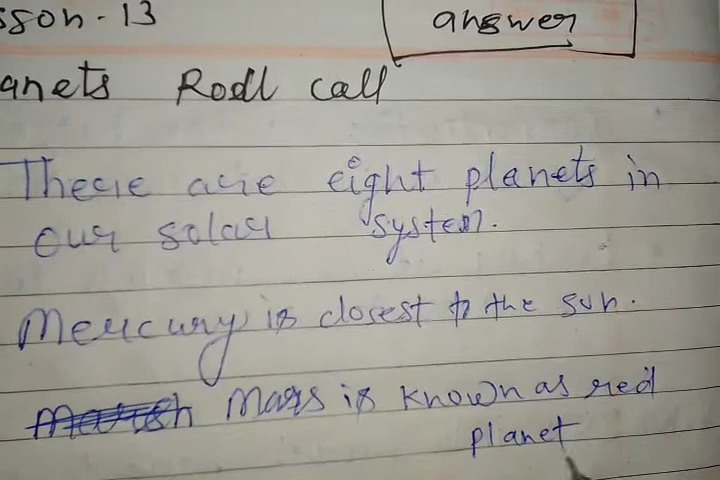 sson - 13
answer
anets Roll call
There are eight planets in
our solar system.
Mercury is closest to the sun.
Mars is known as red
planet